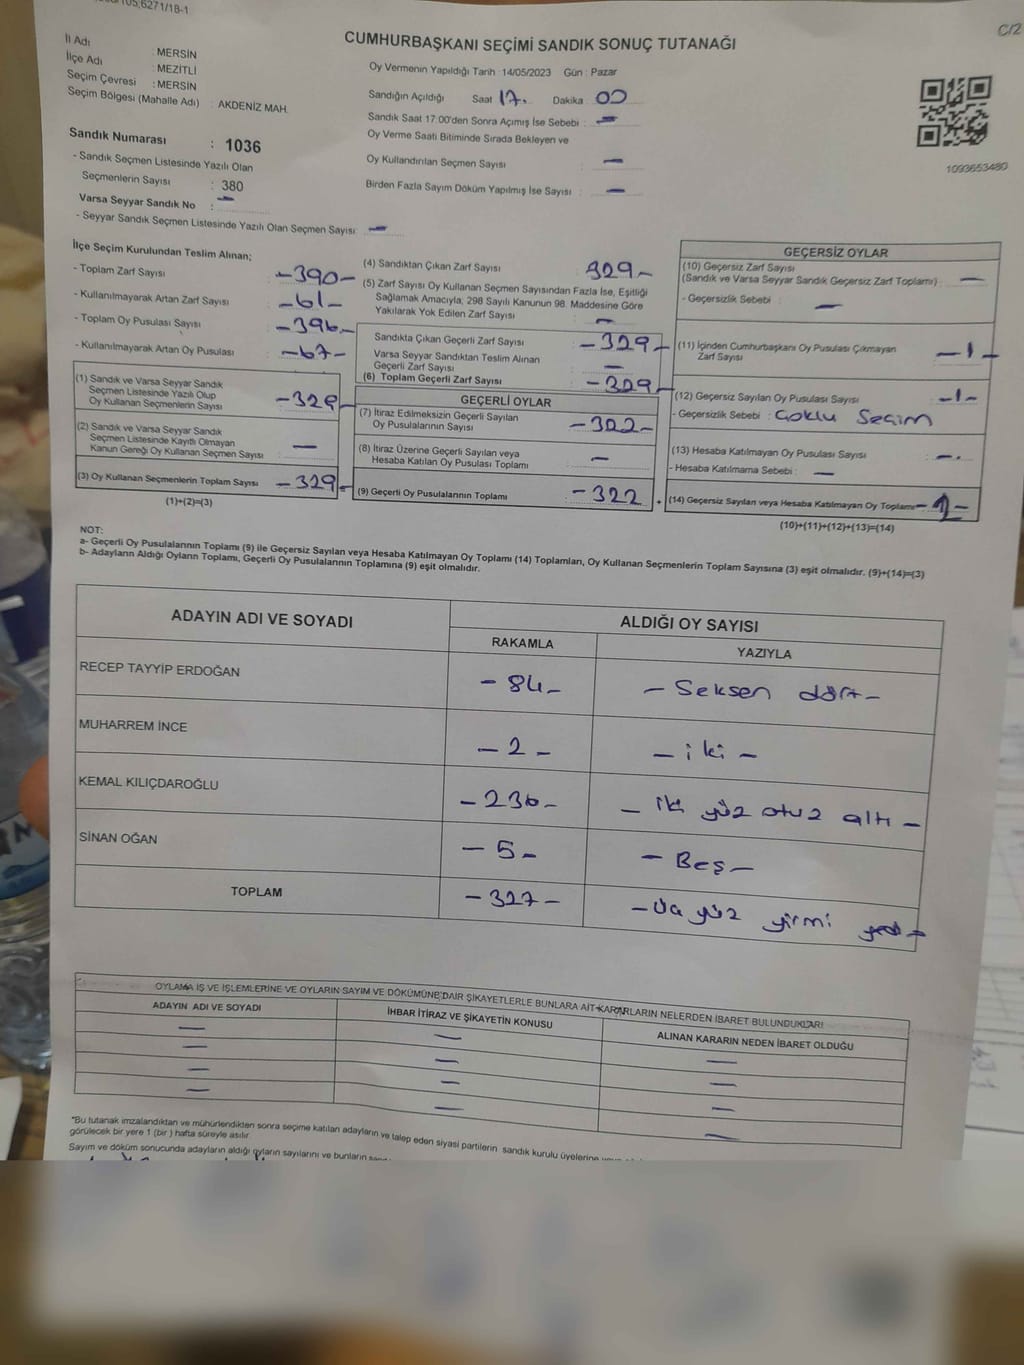 6271/18-1
C/2
CUMHURBAŞKANI SEÇİMİ SANDIK SONUÇ TUTANAĞI
İl Adı : MERSİN
İlçe Adı : MEZİTLİ
Seçim Çevresi : MERSİN
Seçim Bölgesi (Mahalle Adı) : AKDENİZ MAH.
Sandık Numarası : 1036
- Sandık Seçmen Listesinde Yazılı Olan
Seçmenlerin Sayısı : 380
Varsa Seyyar Sandık No : -
- Seyyar Sandık Seçmen Listesinde Yazılı Olan Seçmen Sayısı: -
Oy Vermenin Yapıldığı Tarih : 14/05/2023 Gün : Pazar
Sandığın Açıldığı Saat 17. Dakika 00
Sandık Saat 17:00'den Sonra Açımış İse Sebebi : -
Oy Verme Saati Bitiminde Sırada Bekleyen ve
Oy Kullandırılan Seçmen Sayısı -
Birden Fazla Sayım Döküm Yapılmış İse Sayısı : -
1093653480
İlçe Seçim Kurulundan Teslim Alınan;
- Toplam Zarf Sayısı : -390-
- Kullanılmayarak Artan Zarf Sayısı : -61-
- Toplam Oy Pusulası Sayısı : -396-
- Kullanılmayarak Artan Oy Pusulası : -67-
(1) Sandık ve Varsa Seyyar Sandık
Seçmen Listesinde Yazılı Olup
Oy Kullanan Seçmenlerin Sayısı : -329-
(2) Sandık ve Varsa Seyyar Sandık
Seçmen Listesinde Kayıtlı Olmayan
Kanun Gereği Oy Kullanan Seçmen Sayısı : -
(3) Oy Kullanan Seçmenlerin Toplam Sayısı : -329-
(1)+(2)=(3)
(4) Sandıktan Çıkan Zarf Sayısı : 329-
(5) Zarf Sayısı Oy Kullanan Seçmen Sayısından Fazla İse, Eşitliği
Sağlamak Amacıyla; 298 Sayılı Kanunun 98. Maddesine Göre
Yakılarak Yok Edilen Zarf Sayısı : -
Sandıkta Çıkan Geçerli Zarf Sayısı : -329-
Varsa Seyyar Sandıktan Teslim Alınan
Geçerli Zarf Sayısı : -
(6) Toplam Geçerli Zarf Sayısı : -329-
GEÇERLİ OYLAR
(7) İtiraz Edilmeksizin Geçerli Sayılan
Oy Pusulalarının Sayısı : -322-
(8) İtiraz Üzerine Geçerli Sayılan veya
Hesaba Katılan Oy Pusulası Toplamı : -
(9) Geçerli Oy Pusulalarının Toplamı : -322
GEÇERSİZ OYLAR
(10) Geçersiz Zarf Sayısı
(Sandık ve Varsa Seyyar Sandık Geçersiz Zarf Toplamı) : -
- Geçersizlik Sebebi : -
(11) İçinden Cumhurbaşkanı Oy Pusulası Çıkmayan
Zarf Sayısı : -1-
(12) Geçersiz Sayılan Oy Pusulası Sayısı : -1-
- Geçersizlik Sebebi : Çoklu Seçim
(13) Hesaba Katılmayan Oy Pusulası Sayısı : -.
- Hesaba Katılmama Sebebi : -
(14) Geçersiz Sayılan veya Hesaba Katılmayan Oy Toplamı -2-
(10)+(11)+(12)+(13)=(14)
NOT:
a- Geçerli Oy Pusulalarının Toplamı (9) ile Geçersiz Sayılan veya Hesaba Katılmayan Oy Toplamı (14) Toplamları, Oy Kullanan Seçmenlerin Toplam Sayısına (3) eşit olmalıdır. (9)+(14)=(3)
b- Adayların Aldığı Oyların Toplamı, Geçerli Oy Pusulalarının Toplamına (9) eşit olmalıdır.
ADAYIN ADI VE SOYADI
ALDIĞI OY SAYISI
RAKAMLA YAZIYLA
RECEP TAYYİP ERDOĞAN -84- -Seksen dört-
MUHARREM İNCE -2- -iki-
KEMAL KILIÇDAROĞLU -236- -iki yüz otuz altı-
SİNAN OĞAN -5- -Beş-
TOPLAM -327- -Üç yüz yirmi yedi-
OYLAMA İŞ VE İŞLEMLERİNE VE OYLARIN SAYIM VE DÖKÜMÜNE DAİR ŞİKAYETLERLE BUNLARA AİT KARARLARIN NELERDEN İBARET BULUNDUKLARI
ADAYIN ADI VE SOYADI İHBAR İTİRAZ VE ŞİKAYETİN KONUSU ALINAN KARARIN NEDEN İBARET OLDUĞU
- - -
- - -
- - -
- - -
*Bu tutanak imzalandıktan ve mühürlendikten sonra seçime katılan adayların ve talep eden siyasi partilerin sandık kurulu üyelerine
görülecek bir yere 1 (bir ) hafta süreyle asılır.
Sayım ve döküm sonucunda adayların aldığı oyların sayılarını ve bunların